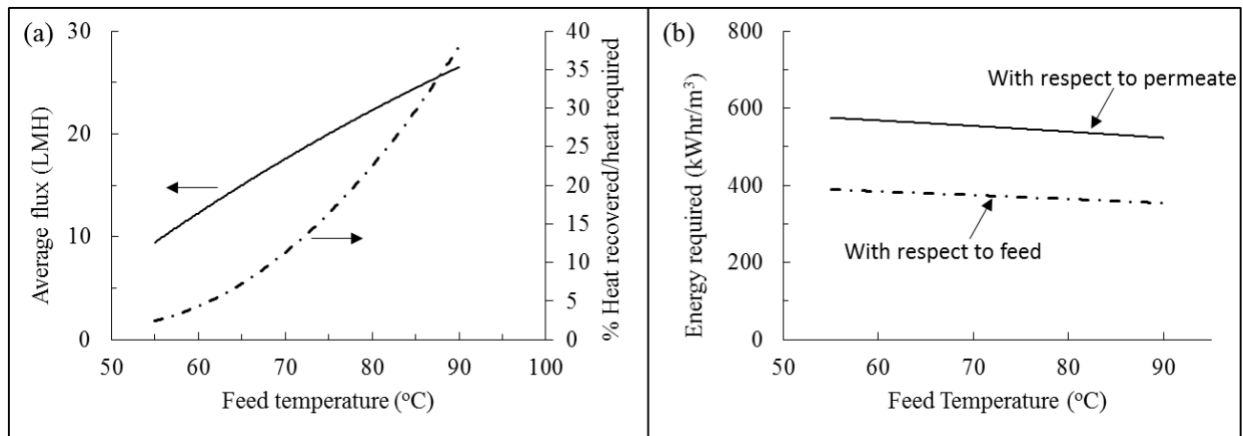 (a)
Average flux (LMH)
30
20
10
0
40
35
30
25
20
15
10
5
0
% Heat recovered/heat required
50 60 70 80 90 100
Feed temperature (°C)
(b)
Energy required (kWhr/m³)
800
600
400
200
0
With respect to permeate
With respect to feed
50 60 70 80 90
Feed Temperature (°C)